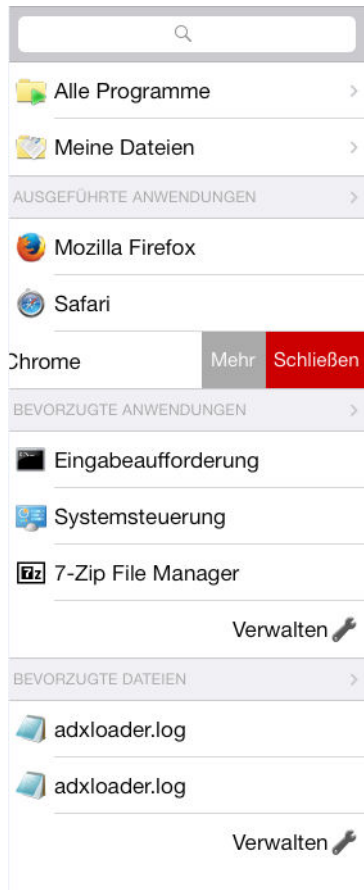 Alle Programme
Meine Dateien
AUSGEFÜHRTE ANWENDUNGEN
Mozilla Firefox
Safari
Chrome Mehr Schließen
BEVORZUGTE ANWENDUNGEN
Eingabeaufforderung
Systemsteuerung
7z 7-Zip File Manager
Verwalten
BEVORZUGTE DATEIEN
adxloader.log
adxloader.log
Verwalten